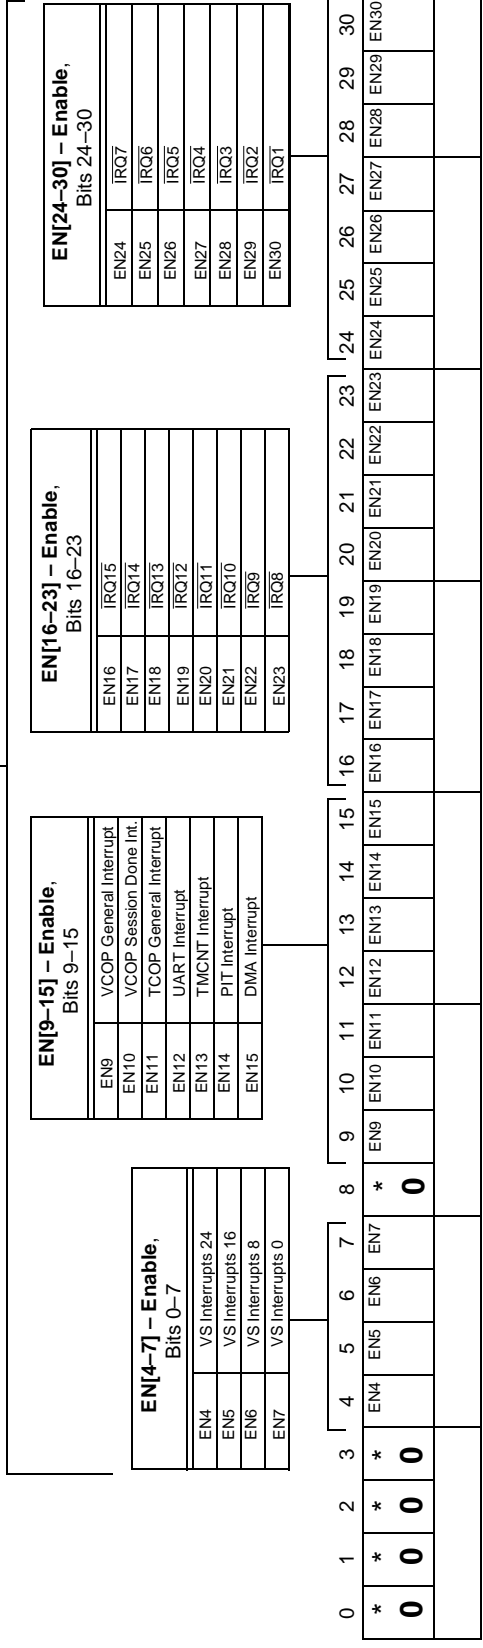 EN[4–7] – Enable,
Bits 0–7
EN4 VS Interrupts 24
EN5 VS Interrupts 16
EN6 VS Interrupts 8
EN7 VS Interrupts 0
EN[9–15] – Enable,
Bits 9–15
EN9 VCOP General Interrupt
EN10 VCOP Session Done Int.
EN11 TCOP General Interrupt
EN12 UART Interrupt
EN13 TMCNT Interrupt
EN14 PIT Interrupt
EN15 DMA Interrupt
EN[16–23] – Enable,
Bits 16–23
EN16 IRQ15
EN17 IRQ14
EN18 IRQ13
EN19 IRQ12
EN20 IRQ11
EN21 IRQ10
EN22 IRQ9
EN23 IRQ8
EN[24–30] – Enable,
Bits 24–30
EN24 IRQ7
EN25 IRQ6
EN26 IRQ5
EN27 IRQ4
EN28 IRQ3
EN29 IRQ2
EN30 IRQ1
0 1 2 3 4 5 6 7 8 9 10 11 12 13 14 15 16 17 18 19 20 21 22 23 24 25 26 27 28 29 30
* * * * EN4 EN5 EN6 EN7 * EN9 EN10 EN11 EN12 EN13 EN14 EN15 EN16 EN17 EN18 EN19 EN20 EN21 EN22 EN23 EN24 EN25 EN26 EN27 EN28 EN29 EN30
0 0 0 0 0